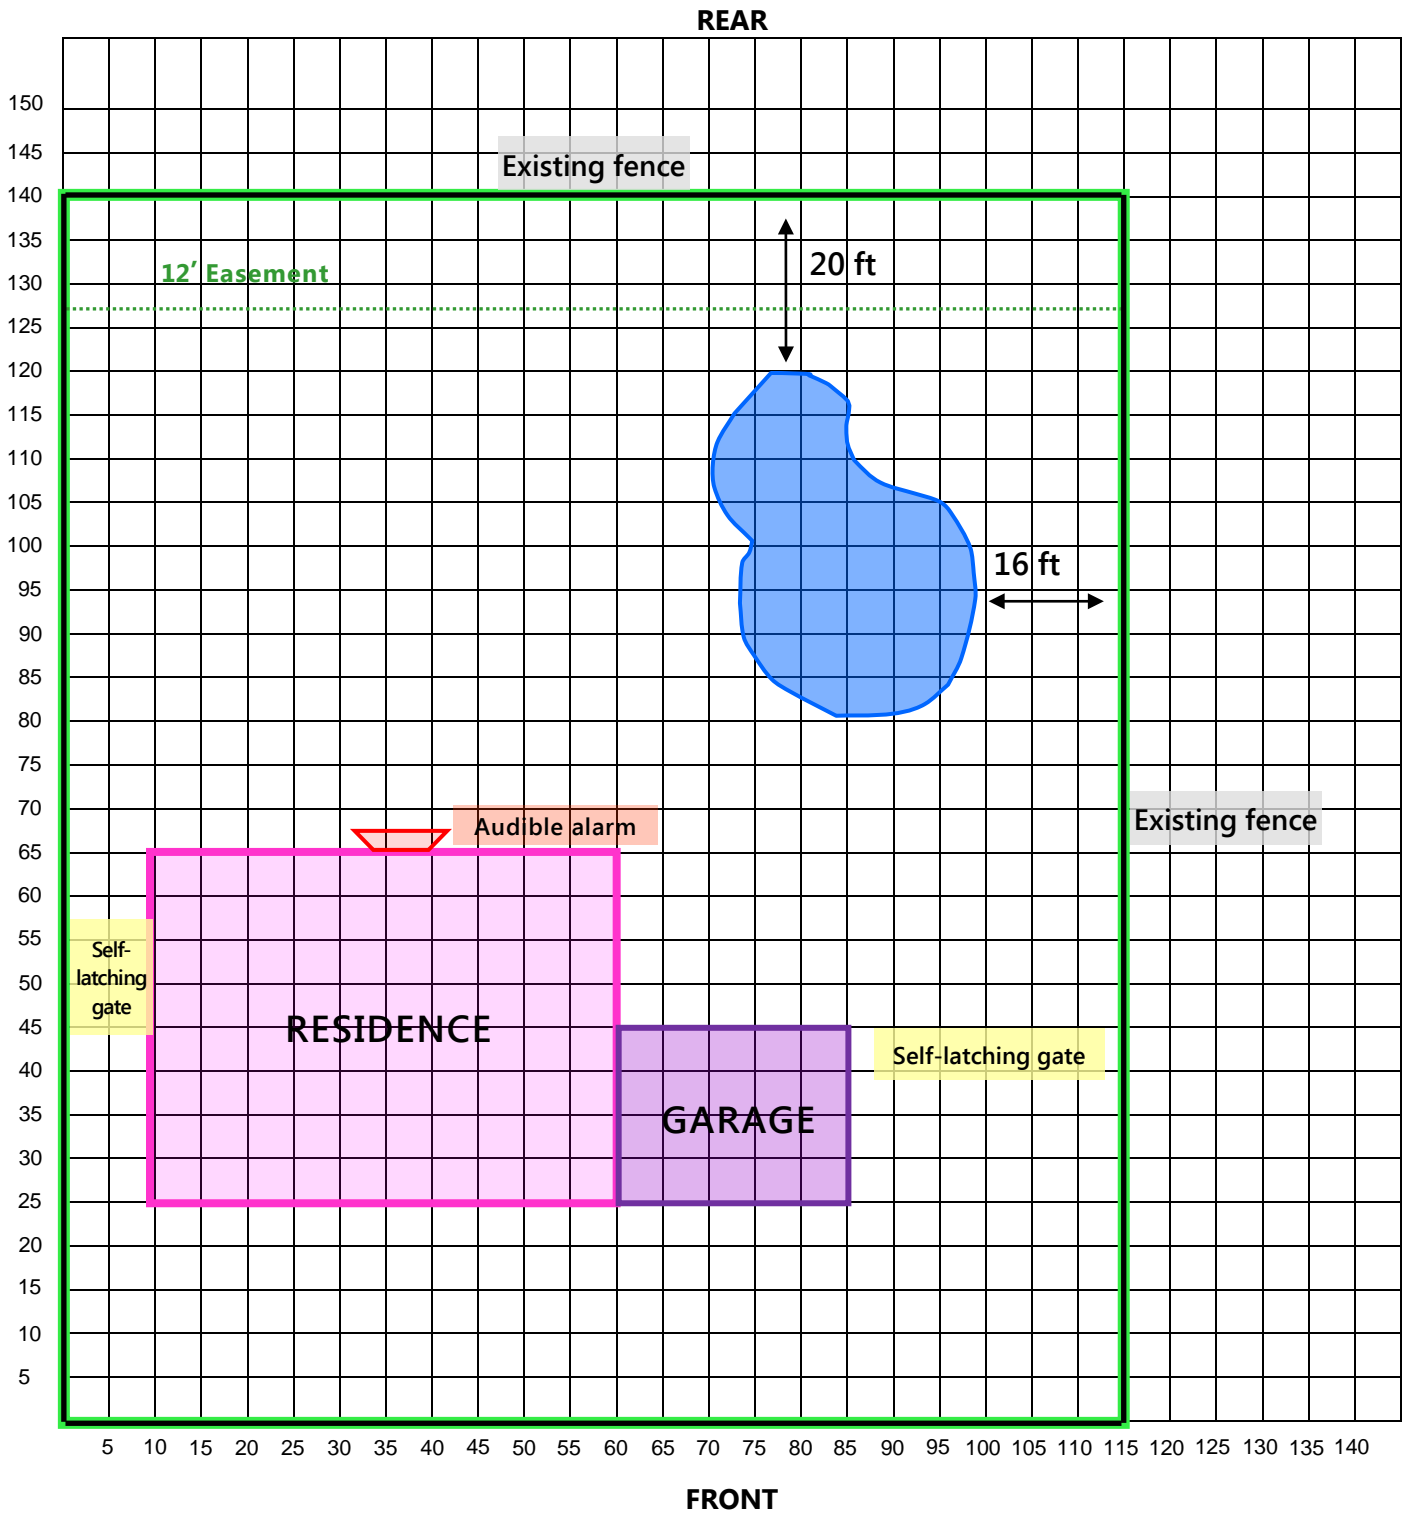 REAR
150
145
Existing fence
140
135
20 ft
12' Easement
130
125
120
115
110
105
100
16 ft
95
90
85
80
75
70
Existing fence
Audible alarm
65
60
55
Self-
latching
gate
50
45
RESIDENCE
Self-latching gate
40
35
GARAGE
30
25
20
15
10
5
5 10 15 20 25 30 35 40 45 50 55 60 65 70 75 80 85 90 95 100 105 110 115 120 125 130 135 140
FRONT